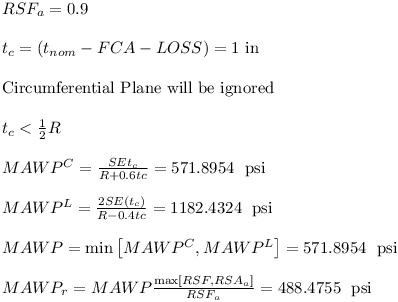 RSF_a = 0.9
t_c = (t_{nom} − FCA − LOSS) = 1 in
Circumferential Plane will be ignored
t_c < \frac{1}{2} R
MAWP^C = \frac{SEt_c}{R+0.6tc} = 571.8954 psi
MAWP^L = \frac{2SE(t_c)}{R−0.4tc} = 1182.4324 psi
MAWP = min [MAWP^C, MAWP^L] = 571.8954 psi
MAWP_r = MAWP \frac{max[RSF,RSA_a]}{RSF_a} = 488.4755 psi